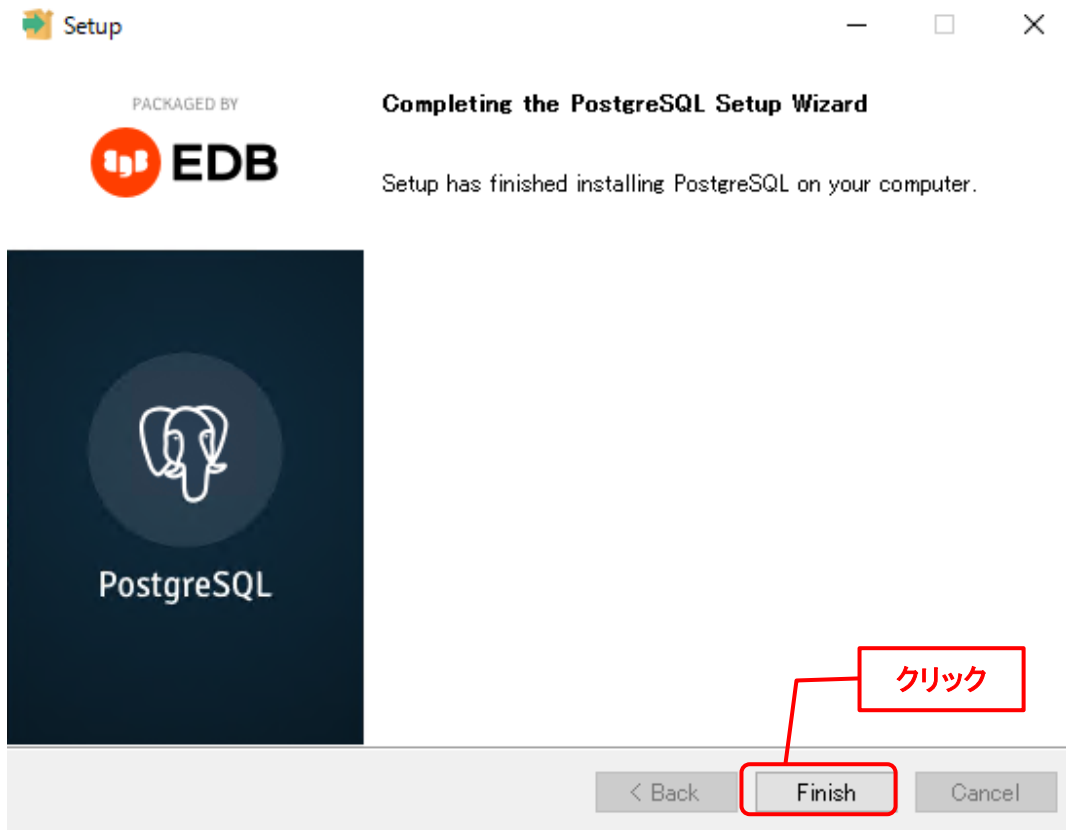 Setup
PACKAGED BY
EDB
Completing the PostgreSQL Setup Wizard
Setup has finished installing PostgreSQL on your computer.
PostgreSQL
クリック
< Back
Finish
Cancel